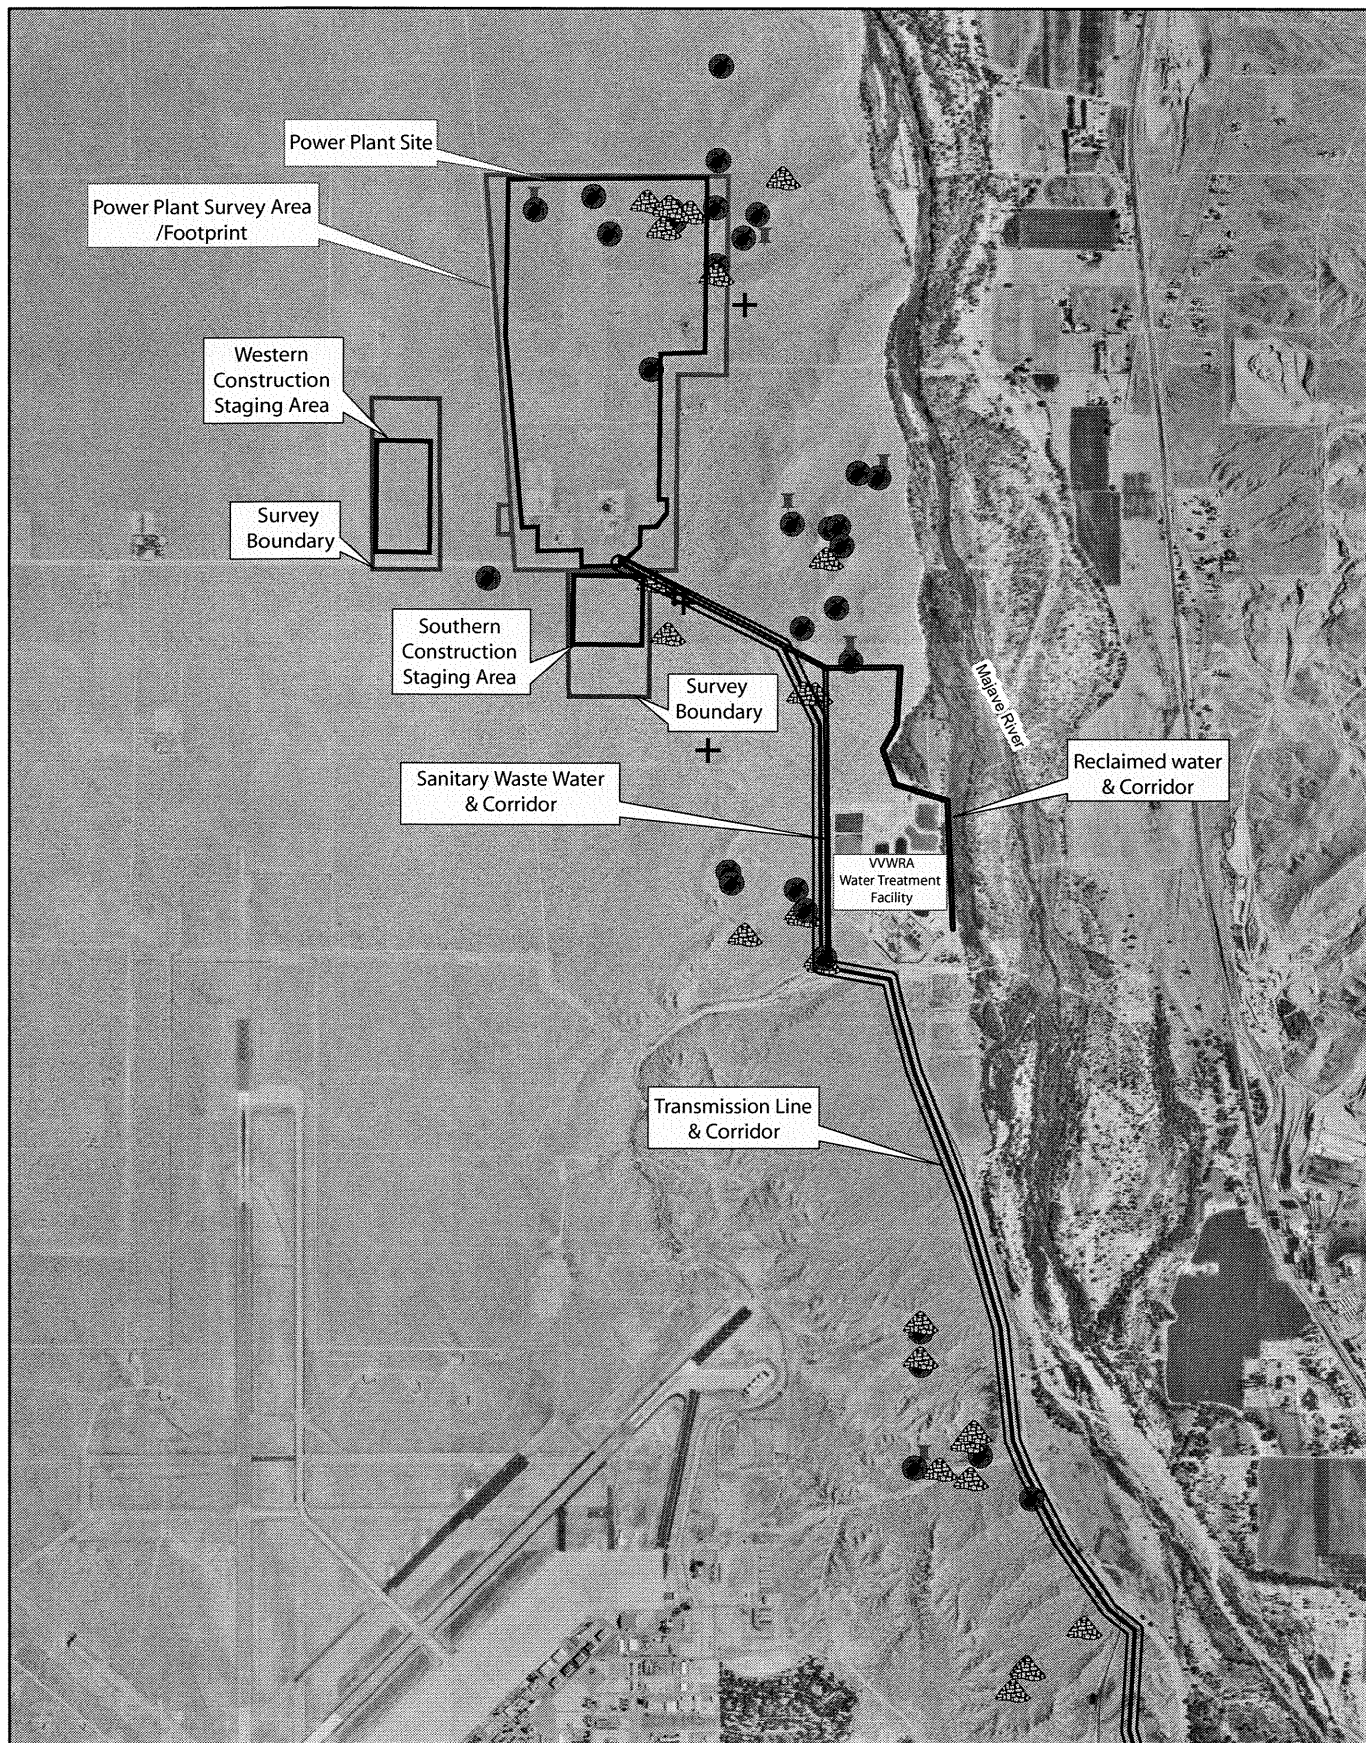 Power Plant Site
Power Plant Survey Area
/Footprint
Western
Construction
Staging Area
Survey
Boundary
Southern
Construction
Staging Area
Survey
Boundary
Majave River
Sanitary Waste Water
& Corridor
Reclaimed water
& Corridor
VVWRA
Water Treatment
Facility
Transmission Line
& Corridor